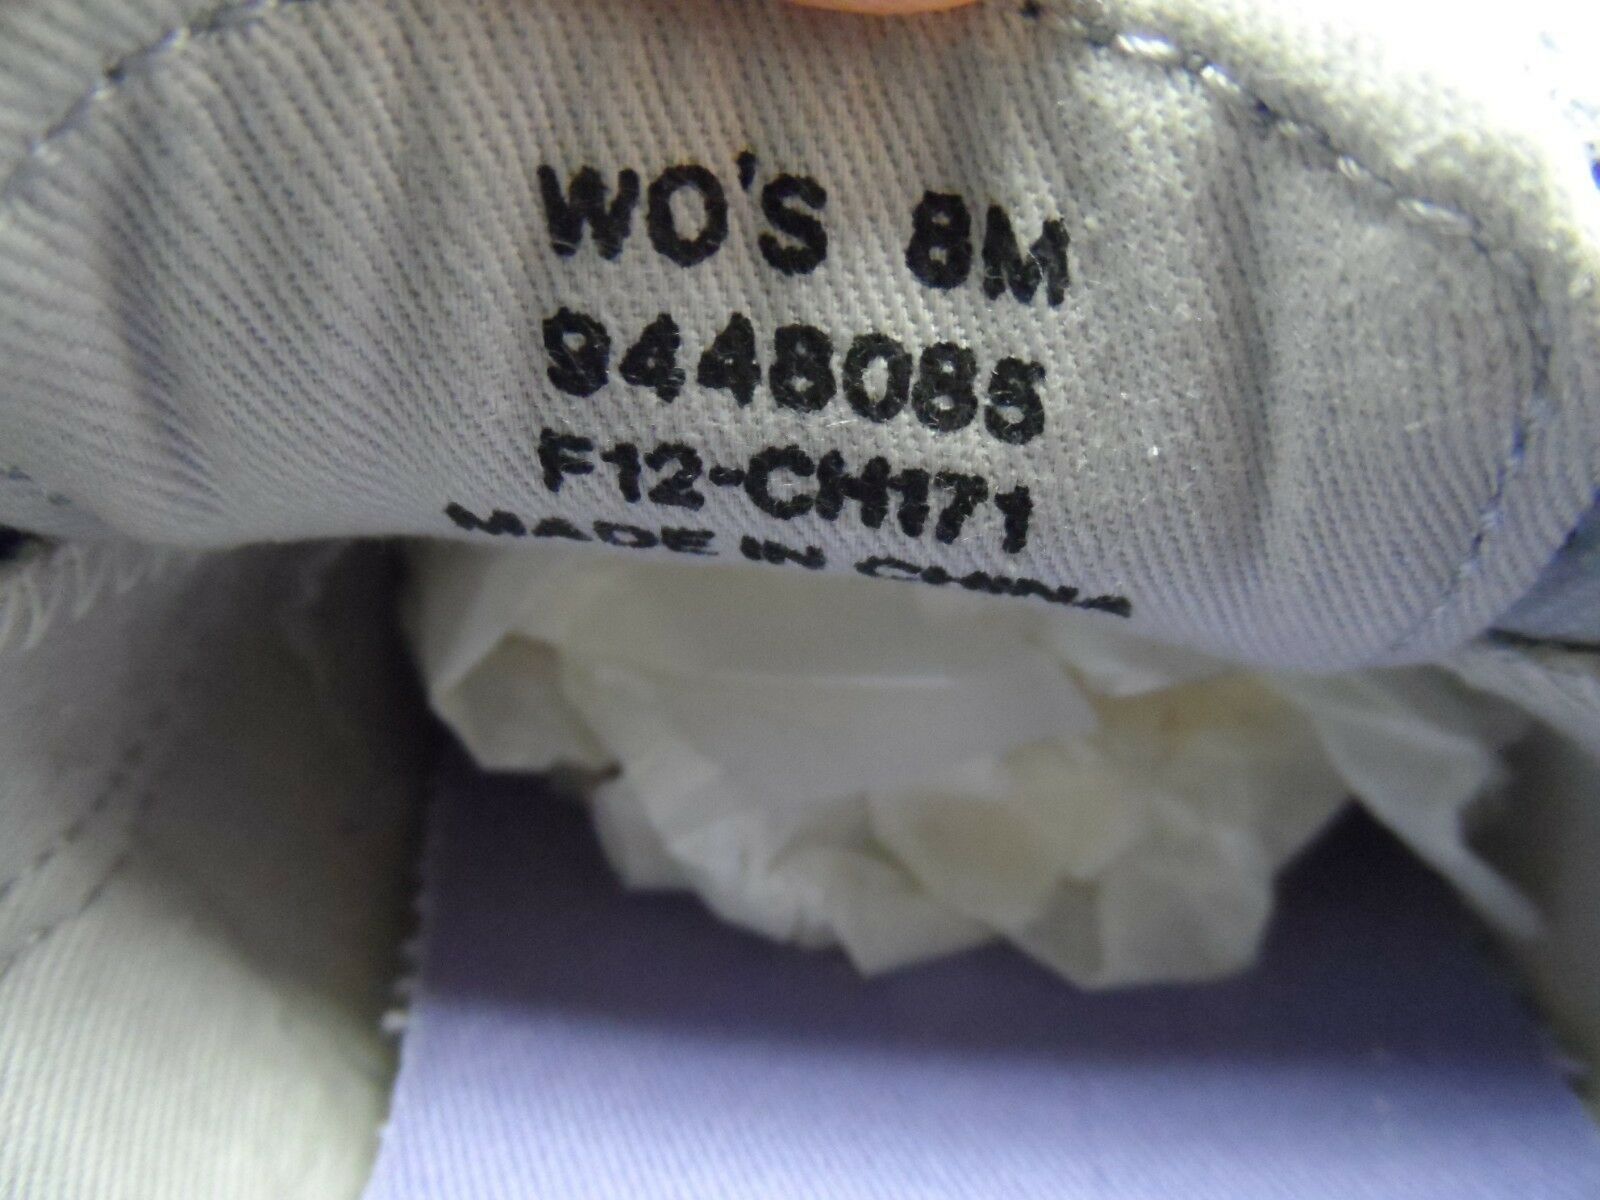 WO'S 8M
9448085
F12-CH171
MADE IN CHINA